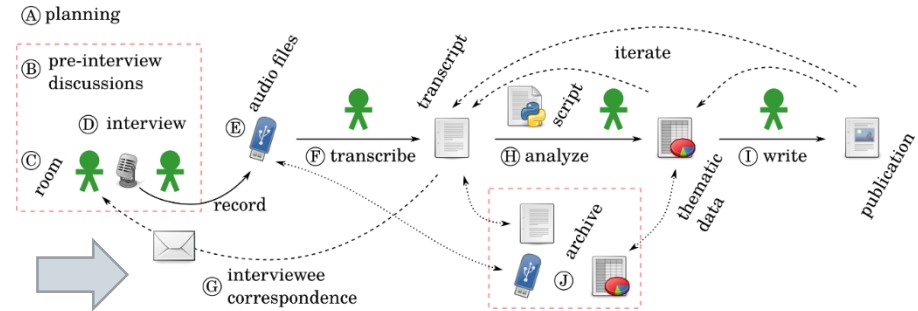 Ⓐ planning
Ⓑ pre-interview
discussions
Ⓓ interview
Ⓒ room
record
Ⓔ audio files
Ⓕ transcribe
Ⓖ interviewee
correspondence
transcript
iterate
script
Ⓗ analyze
thematic
data
Ⓘ write
publication
archive
Ⓙ